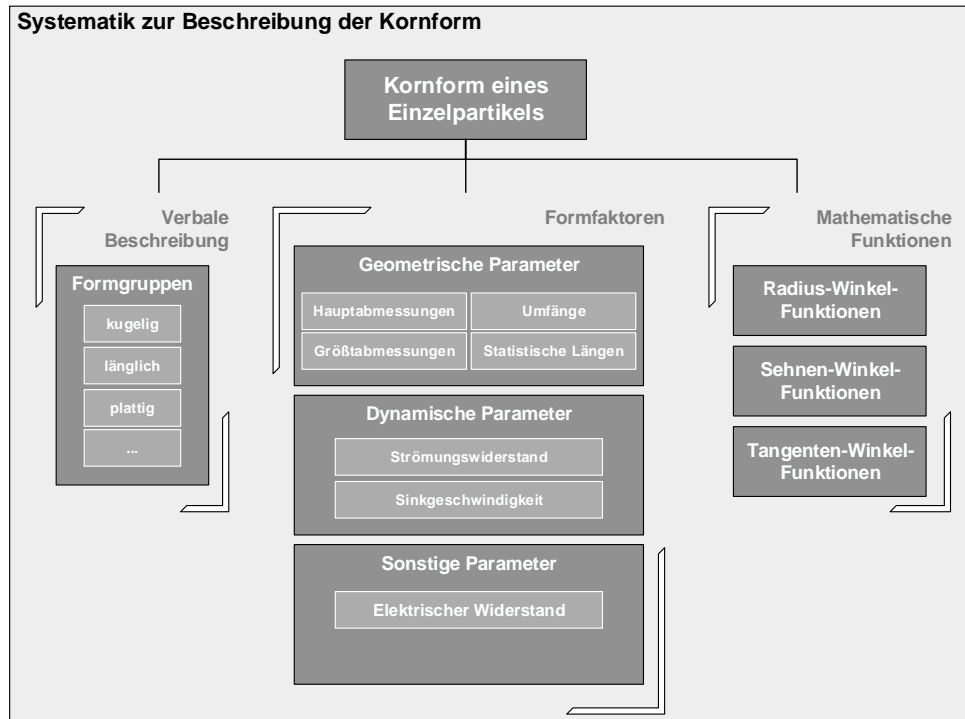 Systematik zur Beschreibung der Kornform
Kornform eines
Einzelpartikels
Verbale
Beschreibung
Formgruppen
kugelig
länglich
plattig
...
Formfaktoren
Geometrische Parameter
Hauptabmessungen
Umfänge
Größtabmessungen
Statistische Längen
Dynamische Parameter
Strömungswiderstand
Sinkgeschwindigkeit
Sonstige Parameter
Elektrischer Widerstand
Mathematische
Funktionen
Radius-Winkel-
Funktionen
Sehnen-Winkel-
Funktionen
Tangenten-Winkel-
Funktionen